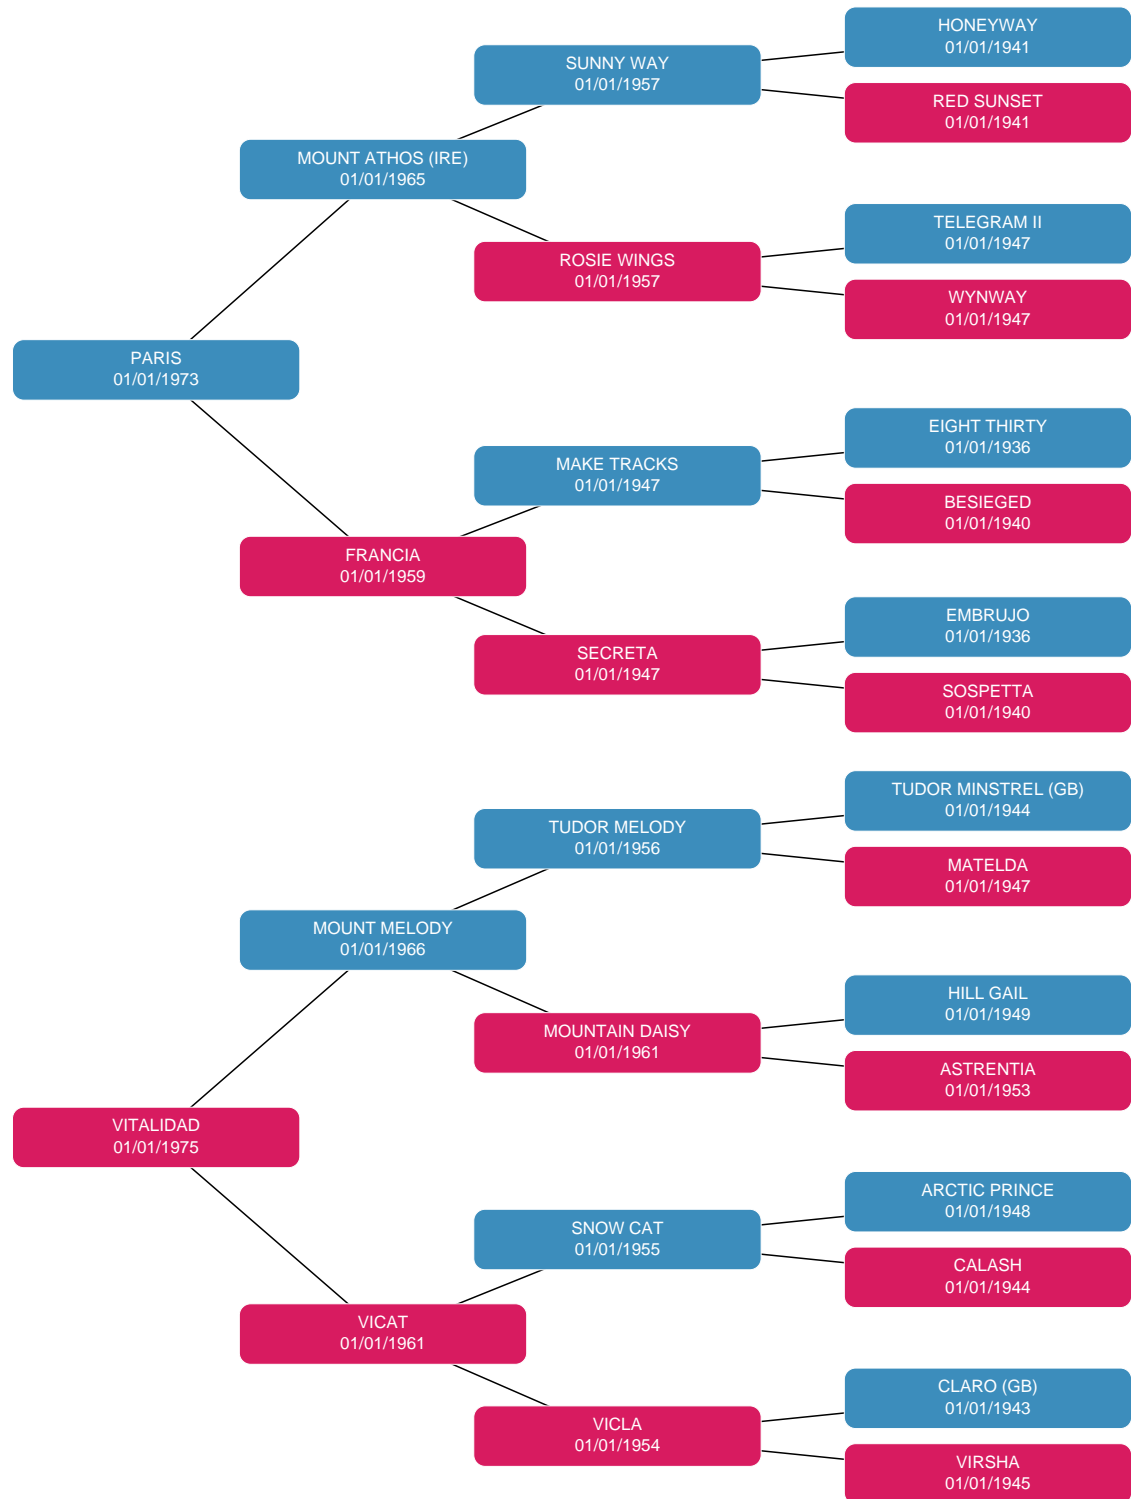 HONEYWAY
01/01/1941
SUNNY WAY
01/01/1957
RED SUNSET
01/01/1941
MOUNT ATHOS (IRE)
01/01/1965
TELEGRAM II
01/01/1947
ROSIE WINGS
01/01/1957
WYNWAY
01/01/1947
PARIS
01/01/1973
EIGHT THIRTY
01/01/1936
MAKE TRACKS
01/01/1947
BESIEGED
01/01/1940
FRANCIA
01/01/1959
EMBRUJO
01/01/1936
SECRETA
01/01/1947
SOSPETTA
01/01/1940
TUDOR MINSTREL (GB)
01/01/1944
TUDOR MELODY
01/01/1956
MATELDA
01/01/1947
MOUNT MELODY
01/01/1966
HILL GAIL
01/01/1949
MOUNTAIN DAISY
01/01/1961
ASTRENTIA
01/01/1953
VITALIDAD
01/01/1975
ARCTIC PRINCE
01/01/1948
SNOW CAT
01/01/1955
CALASH
01/01/1944
VICAT
01/01/1961
CLARO (GB)
01/01/1943
VICLA
01/01/1954
VIRSHA
01/01/1945